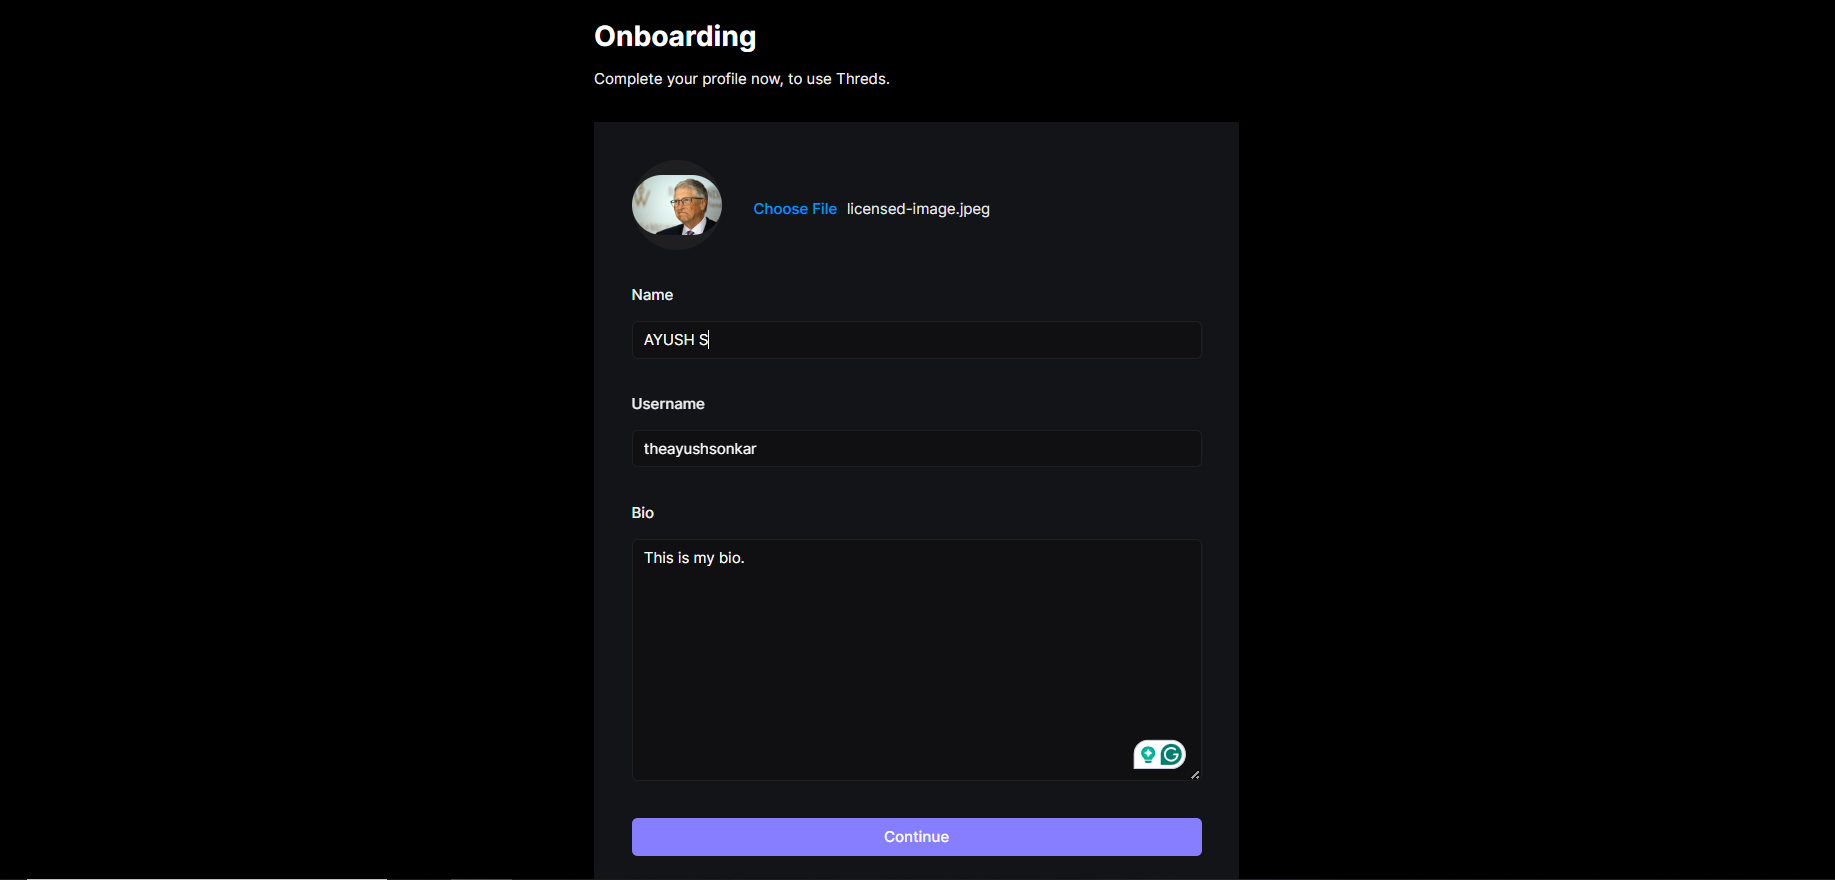 Onboarding
Complete your profile now, to use Threds.
Choose File licensed-image.jpeg
Name
AYUSH S
Username
theayushsonkar
Bio
This is my bio.
Continue